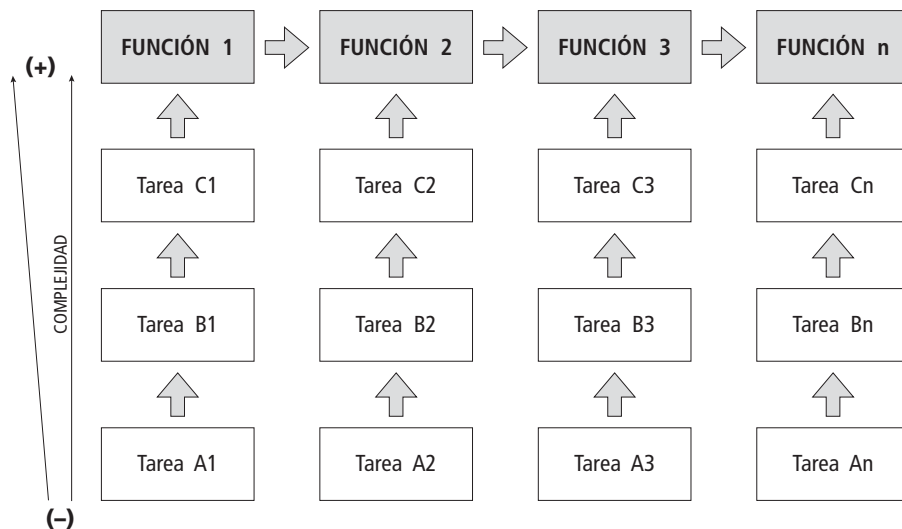 FUNCIÓN 1 FUNCIÓN 2 FUNCIÓN 3 FUNCIÓN n
(+)
Tarea C1 Tarea C2 Tarea C3 Tarea Cn
COMPLEJIDAD
Tarea B1 Tarea B2 Tarea B3 Tarea Bn
Tarea A1 Tarea A2 Tarea A3 Tarea An
(–)